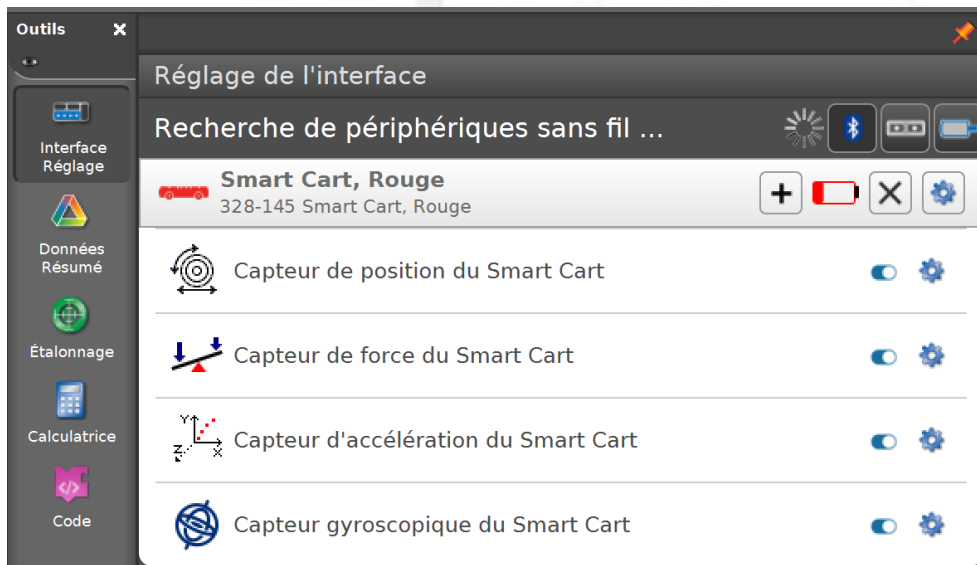 Outils
Réglage de l'interface
Recherche de périphériques sans fil ...
Interface
Réglage
Smart Cart, Rouge
328-145 Smart Cart, Rouge
Données
Résumé
Capteur de position du Smart Cart
Étalonnage
Capteur de force du Smart Cart
Calculatrice
Capteur d'accélération du Smart Cart
Y
Z
X
Code
Capteur gyroscopique du Smart Cart